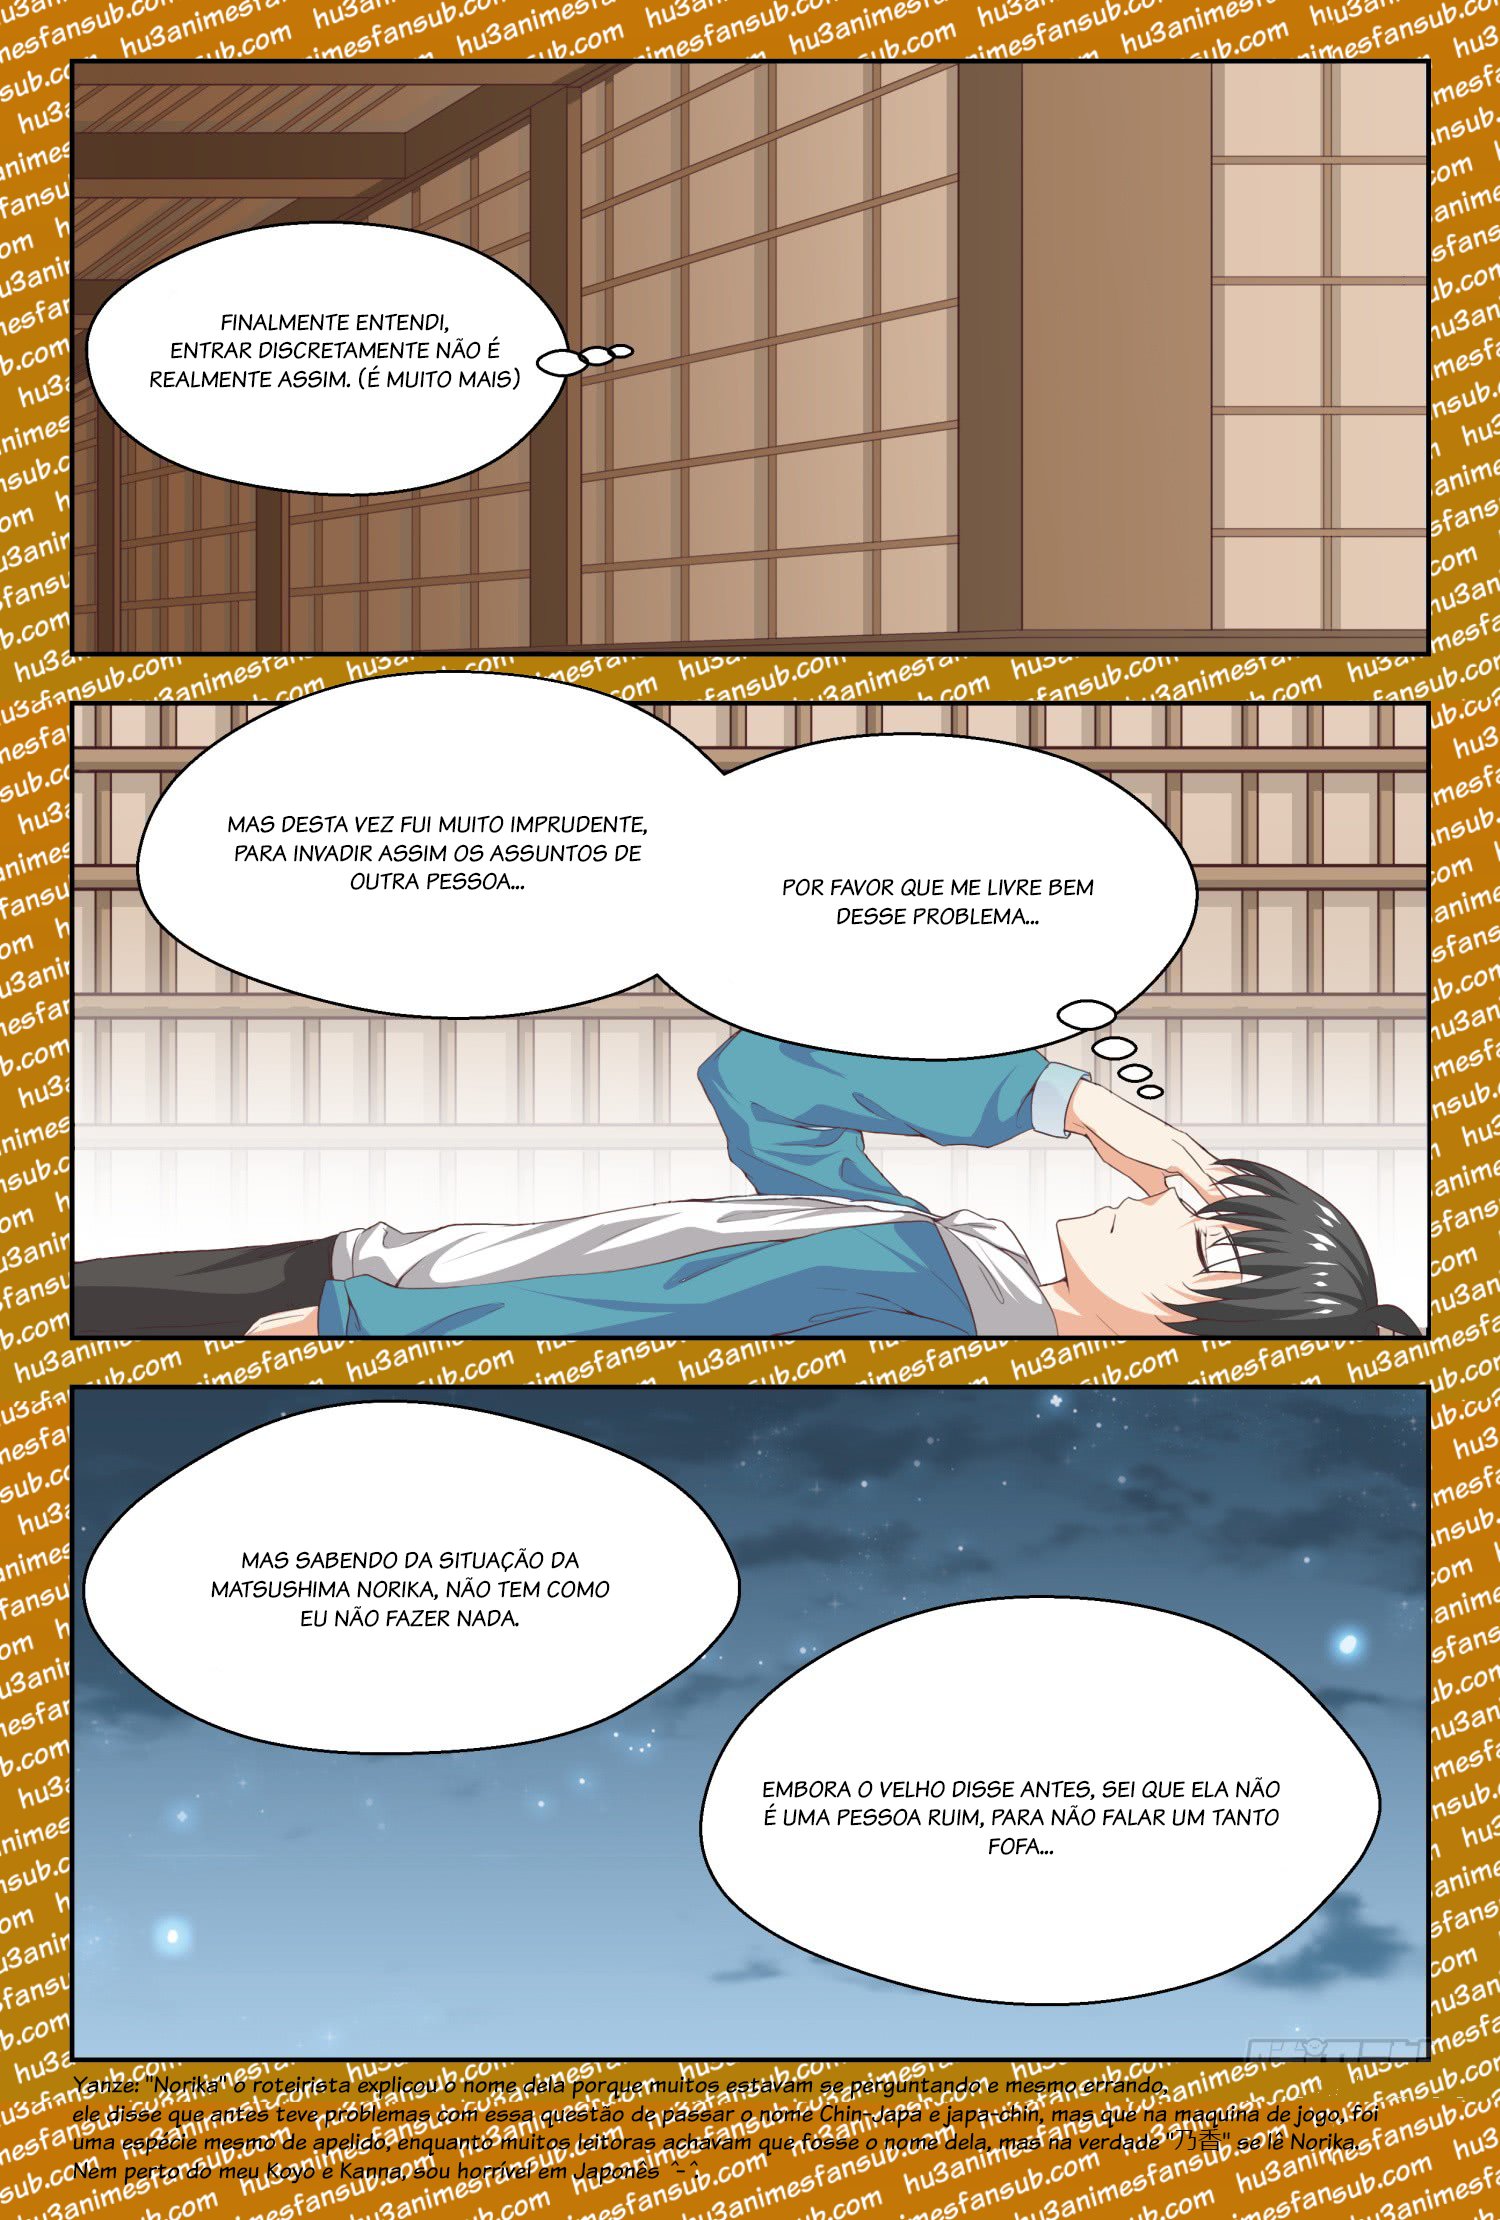 FINALMENTE ENTENDI,
ENTRAR DISCRETAMENTE NÃO É
REALMENTE ASSIM. (É MUITO MAIS)
MAS DESTA VEZ FUI MUITO IMPRUDENTE,
PARA INVADIR ASSIM OS ASSUNTOS DE
OUTRA PESSOA...
POR FAVOR QUE ME LIVRE BEM
DESSE PROBLEMA...
MAS SABENDO DA SITUAÇÃO DA
MATSUSHIMA NORIKA, NÃO TEM COMO
EU NÃO FAZER NADA.
EMBORA O VELHO DISSE ANTES, SEI QUE ELA NÃO
É UMA PESSOA RUIM, PARA NÃO FALAR UM TANTO
FOFA...
Yanze: "Norika" o roteirista explicou o nome dela porque muitos estavam se perguntando e mesmo errando,
ele disse que antes teve problemas com essa questão de passar o nome Chin-Japa e japa-chin, mas que na maquina de jogo, foi
uma espécie mesmo de apelido, enquanto muitos leitoras achavam que fosse o nome dela, mas na verdade "乃香" se lê Norika.
Nem perto do meu Koyo e Kanna, sou horrível em Japonês ^-^.
hu3animesfansub.com